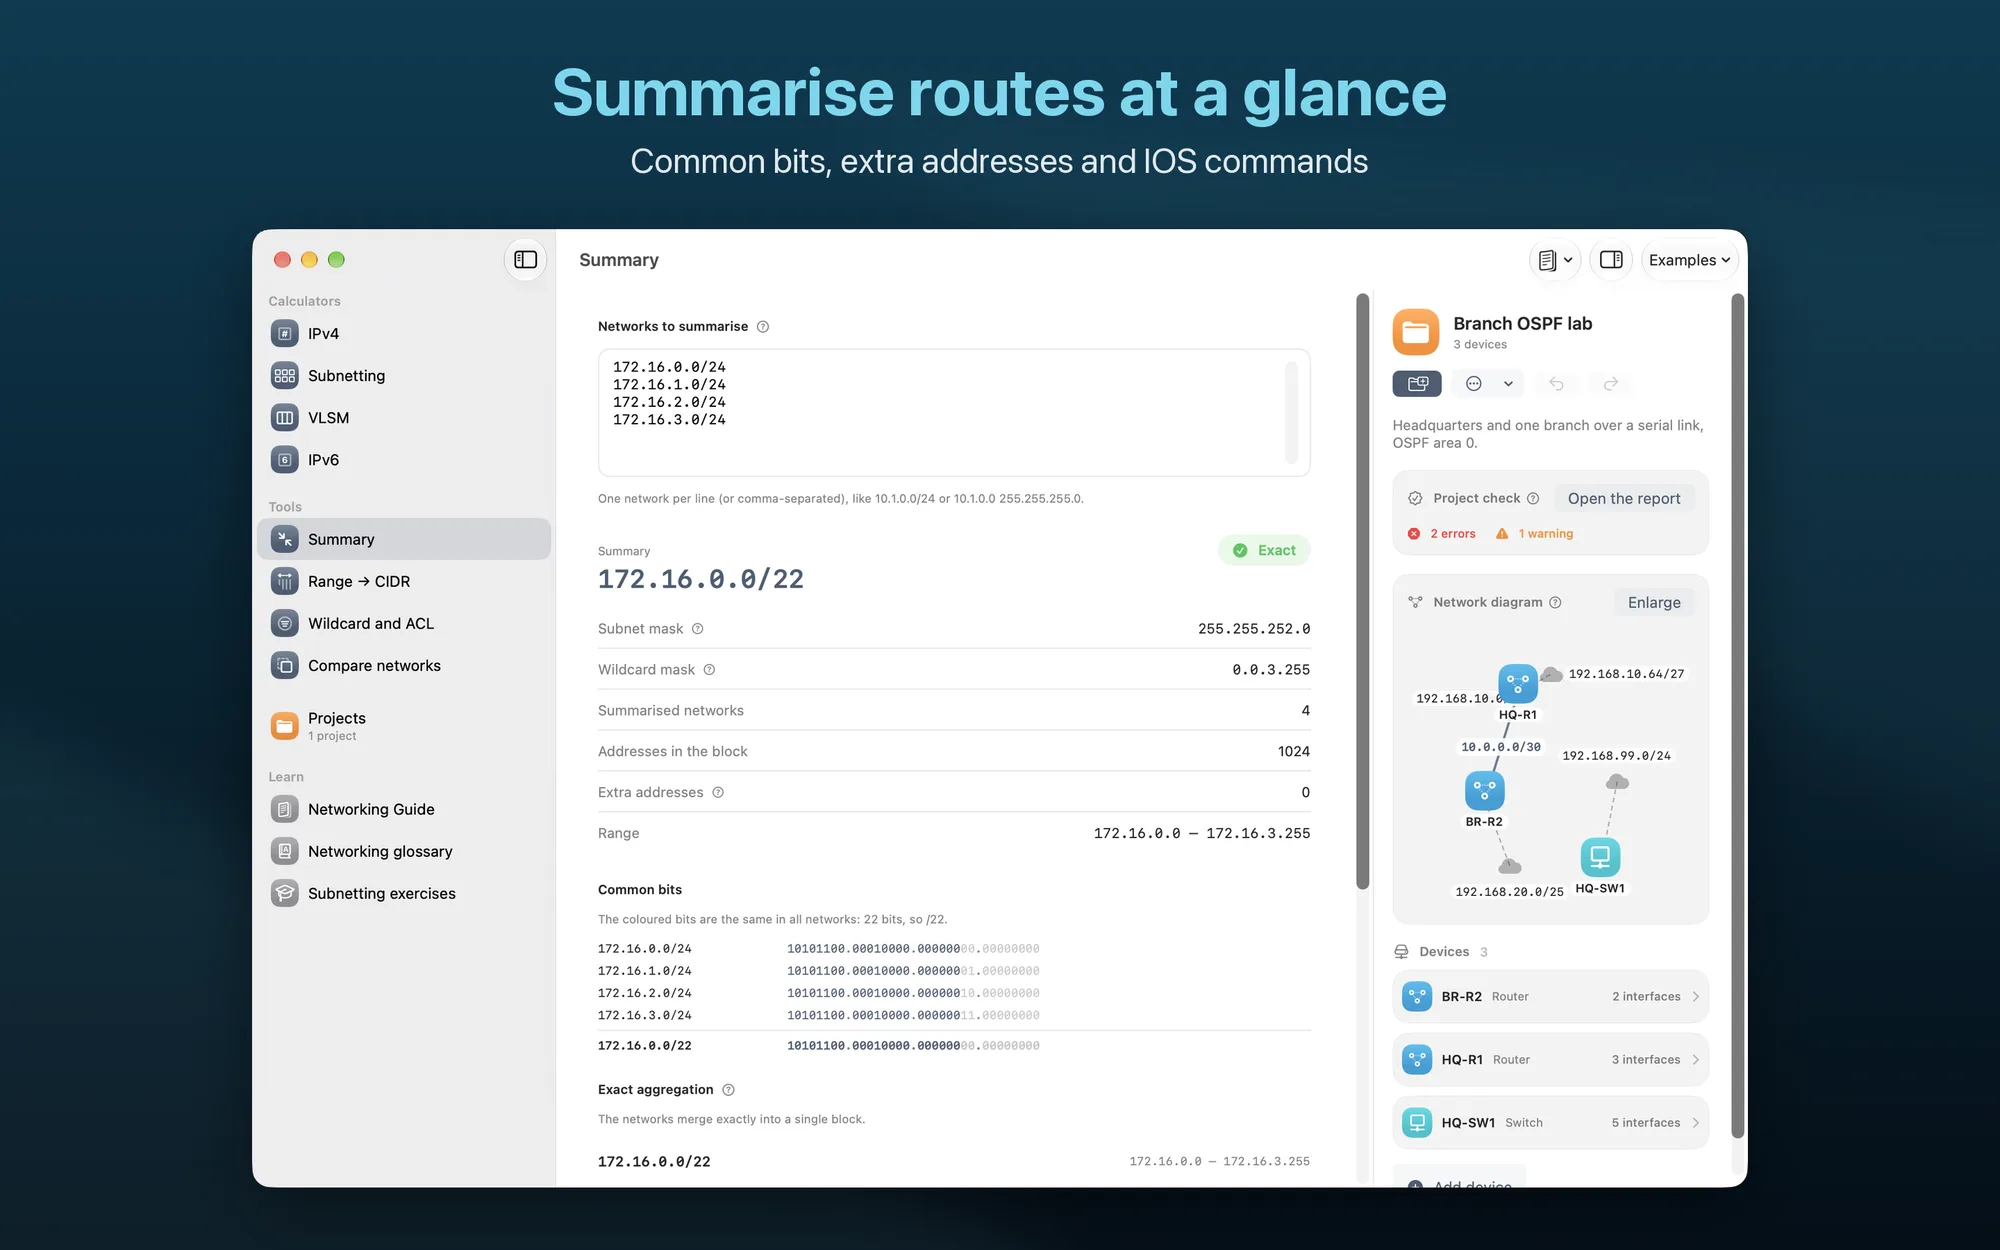 Summarise routes at a glance
Common bits, extra addresses and IOS commands
Summary
Examples
Calculators
IPv4
Subnetting
VLSM
IPv6
Tools
Summary
Range → CIDR
Wildcard and ACL
Compare networks
Projects
1 project
Learn
Networking Guide
Networking glossary
Subnetting exercises
Networks to summarise
172.16.0.0/24
172.16.1.0/24
172.16.2.0/24
172.16.3.0/24
One network per line (or comma-separated), like 10.1.0.0/24 or 10.1.0.0 255.255.255.0.
Summary
Exact
172.16.0.0/22
Subnet mask 255.255.252.0
Wildcard mask 0.0.3.255
Summarised networks 4
Addresses in the block 1024
Extra addresses 0
Range 172.16.0.0 – 172.16.3.255
Common bits
The coloured bits are the same in all networks: 22 bits, so /22.
172.16.0.0/24 10101100.00010000.00000000.00000000
172.16.1.0/24 10101100.00010000.00000001.00000000
172.16.2.0/24 10101100.00010000.00000010.00000000
172.16.3.0/24 10101100.00010000.00000011.00000000
172.16.0.0/22 10101100.00010000.00000000.00000000
Exact aggregation
The networks merge exactly into a single block.
172.16.0.0/22 172.16.0.0 – 172.16.3.255
Branch OSPF lab
3 devices
Headquarters and one branch over a serial link,
OSPF area 0.
Project check
Open the report
2 errors
1 warning
Network diagram
Enlarge
192.168.10.64/27
192.168.10.0
HQ-R1
10.0.0.0/30
192.168.99.0/24
BR-R2
192.168.20.0/25
HQ-SW1
Devices 3
BR-R2 Router 2 interfaces
HQ-R1 Router 3 interfaces
HQ-SW1 Switch 5 interfaces
Add device